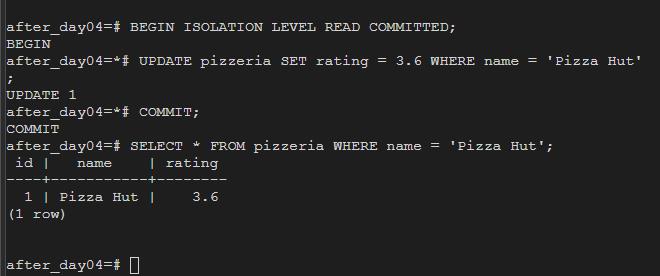 after_day04=# BEGIN ISOLATION LEVEL READ COMMITTED;
BEGIN
after_day04=*# UPDATE pizzeria SET rating = 3.6 WHERE name = 'Pizza Hut'
;
UPDATE 1
after_day04=*# COMMIT;
COMMIT
after_day04=# SELECT * FROM pizzeria WHERE name = 'Pizza Hut';
 id |   name    | rating
----+-----------+--------
  1 | Pizza Hut |    3.6
(1 row)
after_day04=#